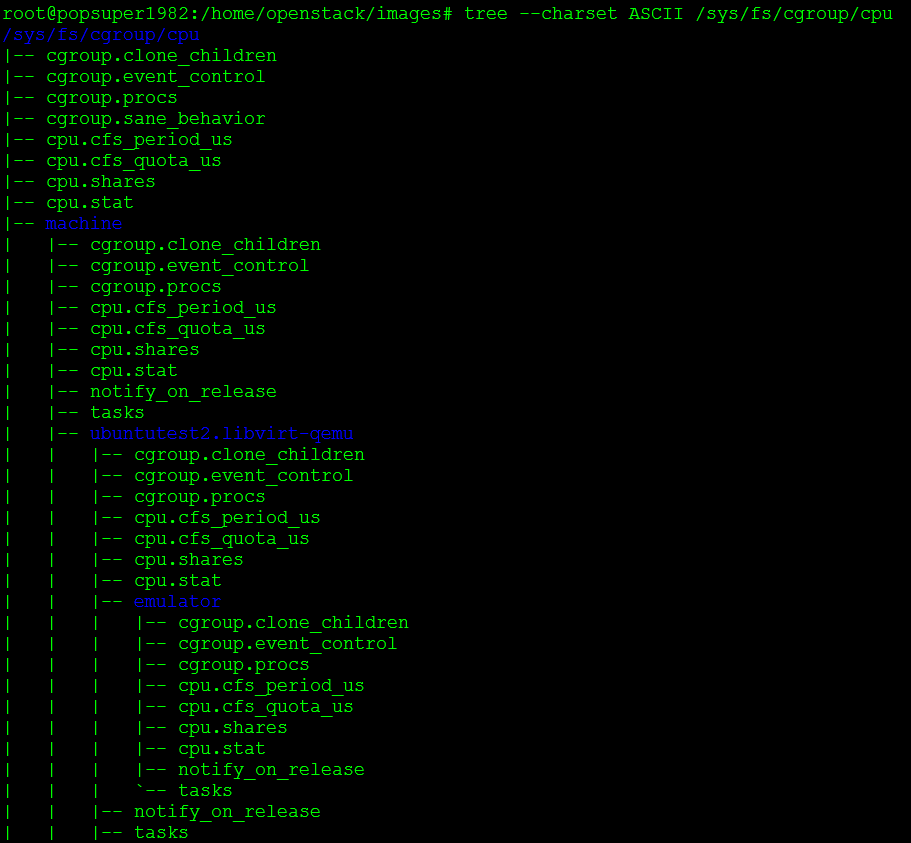 root@popsuper1982:/home/openstack/images# tree --charset ASCII /sys/fs/cgroup/cpu
/sys/fs/cgroup/cpu
|-- cgroup.clone_children
|-- cgroup.event_control
|-- cgroup.procs
|-- cgroup.sane_behavior
|-- cpu.cfs_period_us
|-- cpu.cfs_quota_us
|-- cpu.shares
|-- cpu.stat
|-- machine
|   |-- cgroup.clone_children
|   |-- cgroup.event_control
|   |-- cgroup.procs
|   |-- cpu.cfs_period_us
|   |-- cpu.cfs_quota_us
|   |-- cpu.shares
|   |-- cpu.stat
|   |-- notify_on_release
|   |-- tasks
|   |-- ubuntutest2.libvirt-qemu
|   |   |-- cgroup.clone_children
|   |   |-- cgroup.event_control
|   |   |-- cgroup.procs
|   |   |-- cpu.cfs_period_us
|   |   |-- cpu.cfs_quota_us
|   |   |-- cpu.shares
|   |   |-- cpu.stat
|   |   |-- emulator
|   |   |   |-- cgroup.clone_children
|   |   |   |-- cgroup.event_control
|   |   |   |-- cgroup.procs
|   |   |   |-- cpu.cfs_period_us
|   |   |   |-- cpu.cfs_quota_us
|   |   |   |-- cpu.shares
|   |   |   |-- cpu.stat
|   |   |   |-- notify_on_release
|   |   |   `-- tasks
|   |   |-- notify_on_release
|   |   |-- tasks